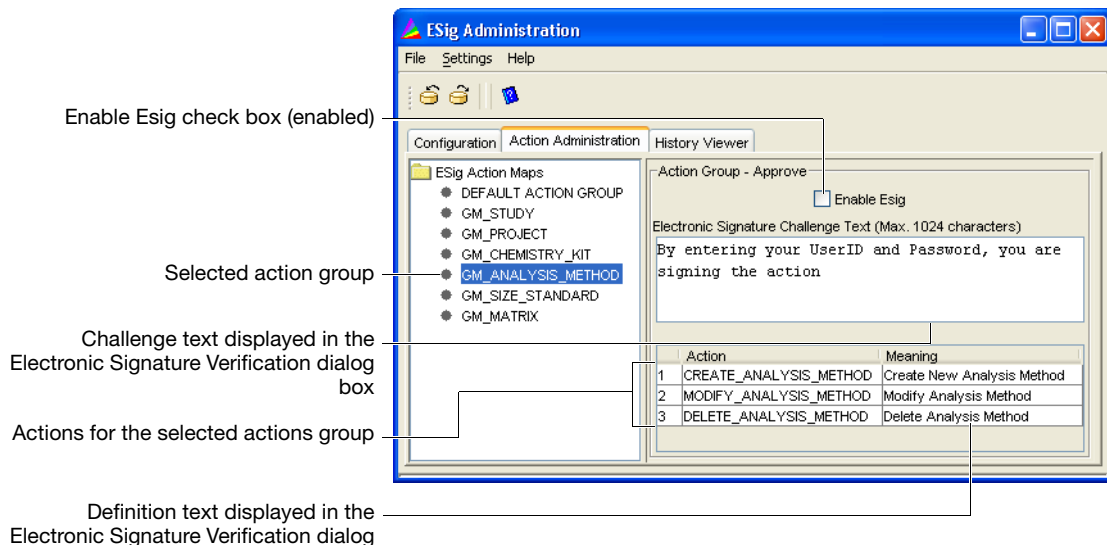 ESig Administration
File Settings Help
Enable Esig check box (enabled)
Configuration Action Administration History Viewer
ESig Action Maps
DEFAULT ACTION GROUP
GM_STUDY
GM_PROJECT
GM_CHEMISTRY_KIT
GM_ANALYSIS_METHOD
GM_SIZE_STANDARD
GM_MATRIX
Action Group - Approve
Enable Esig
Electronic Signature Challenge Text (Max. 1024 characters)
By entering your UserID and Password, you are
signing the action
Selected action group
Challenge text displayed in the
Electronic Signature Verification dialog
box
Action Meaning
1 CREATE_ANALYSIS_METHOD Create New Analysis Method
2 MODIFY_ANALYSIS_METHOD Modify Analysis Method
3 DELETE_ANALYSIS_METHOD Delete Analysis Method
Actions for the selected actions group
Definition text displayed in the
Electronic Signature Verification dialog